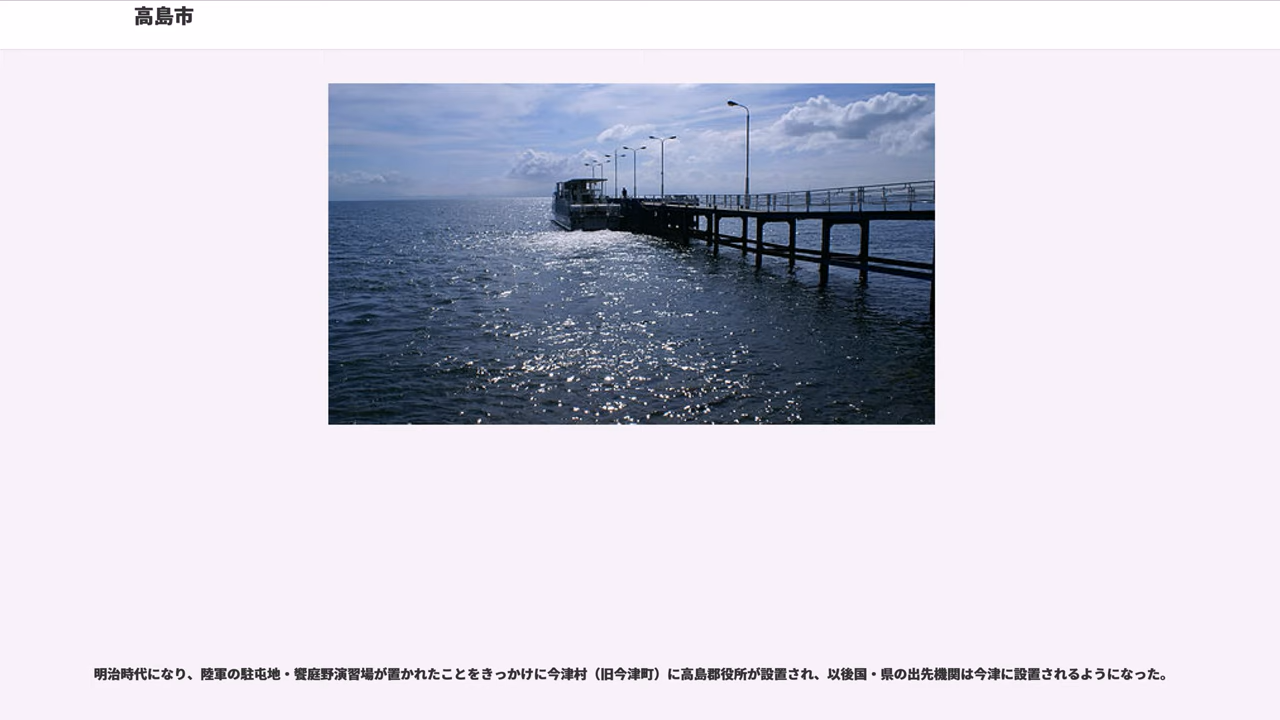 高島市
明治時代になり、陸軍の駐屯地・饗庭野演習場が置かれたことをきっかけに今津村（旧今津町）に高島郡役所が設置され、以後国・県の出先機関は今津に設置されるようになった。